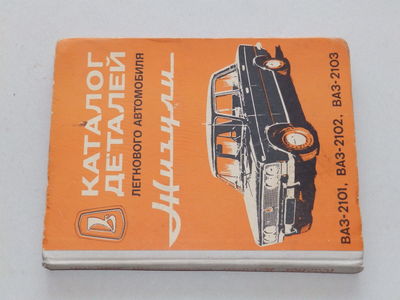 КАТАЛОГ
ДЕТАЛЕЙ
ЛЕГКОВОГО АВТОМОБИЛЯ
Жигули
ВАЗ-2101, ВАЗ-2102, ВАЗ-2103